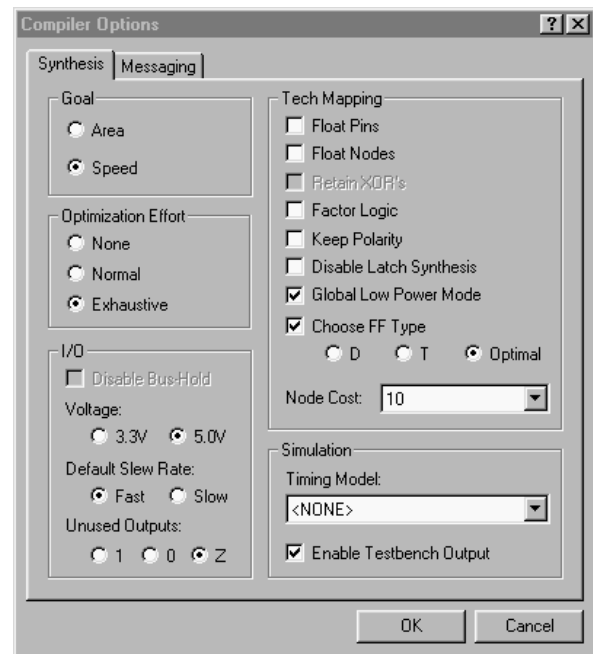 Compiler Options
Synthesis
Messaging
Goal
Area
Speed
Optimization Effort
None
Normal
Exhaustive
I/O
Disable Bus-Hold
Voltage:
3.3V 5.0V
Default Slew Rate:
Fast Slow
Unused Outputs:
1 0 Z
Tech Mapping
Float Pins
Float Nodes
Retain XOR's
Factor Logic
Keep Polarity
Disable Latch Synthesis
Global Low Power Mode
Choose FF Type
D T Optimal
Node Cost: 10
Simulation
Timing Model:
<NONE>
Enable Testbench Output
OK
Cancel